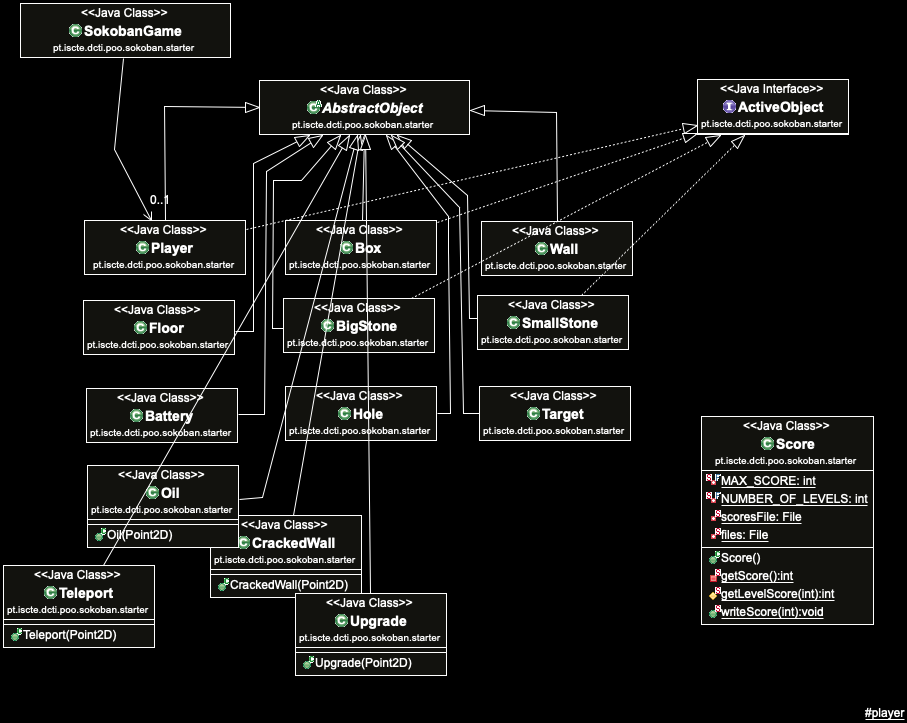 <<Java Class>>
SokobanGame
pt.iscte.dcti.poo.sokoban.starter
<<Java Class>>
AbstractObject
pt.iscte.dcti.poo.sokoban.starter
<<Java Interface>>
ActiveObject
pt.iscte.dcti.poo.sokoban.starter
0..1
<<Java Class>>
Player
pt.iscte.dcti.poo.sokoban.starter
<<Java Class>>
Box
pt.iscte.dcti.poo.sokoban.starter
<<Java Class>>
Wall
pt.iscte.dcti.poo.sokoban.starter
<<Java Class>>
Floor
pt.iscte.dcti.poo.sokoban.starter
<<Java Class>>
BigStone
pt.iscte.dcti.poo.sokoban.starter
<<Java Class>>
SmallStone
pt.iscte.dcti.poo.sokoban.starter
<<Java Class>>
Battery
pt.iscte.dcti.poo.sokoban.starter
<<Java Class>>
Hole
pt.iscte.dcti.poo.sokoban.starter
<<Java Class>>
Target
pt.iscte.dcti.poo.sokoban.starter
<<Java Class>>
Score
pt.iscte.dcti.poo.sokoban.starter
MAX_SCORE: int
NUMBER_OF_LEVELS: int
scoresFile: File
files: File
Score()
getScore():int
getLevelScore(int):int
writeScore(int):void
<<Java Class>>
Oil
pt.iscte.dcti.poo.sokoban.starter
Oil(Point2D)
<<Java Class>>
CrackedWall
pt.iscte.dcti.poo.sokoban.starter
CrackedWall(Point2D)
<<Java Class>>
Teleport
pt.iscte.dcti.poo.sokoban.starter
Teleport(Point2D)
<<Java Class>>
Upgrade
pt.iscte.dcti.poo.sokoban.starter
Upgrade(Point2D)
#player